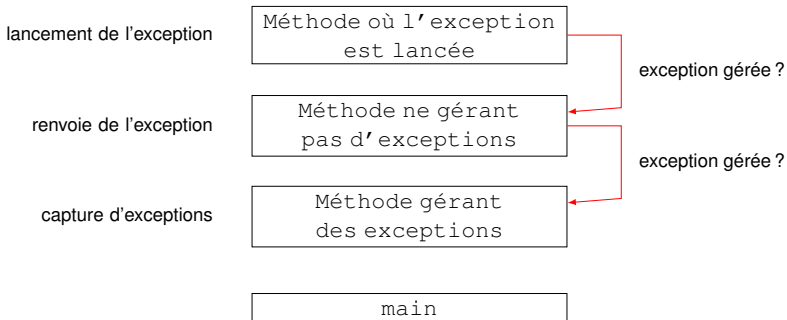 lancement de l'exception
Méthode où l'exception
est lancée
exception gérée ?
renvoie de l'exception
Méthode ne gérant
pas d'exceptions
exception gérée ?
capture d'exceptions
Méthode gérant
des exceptions
main